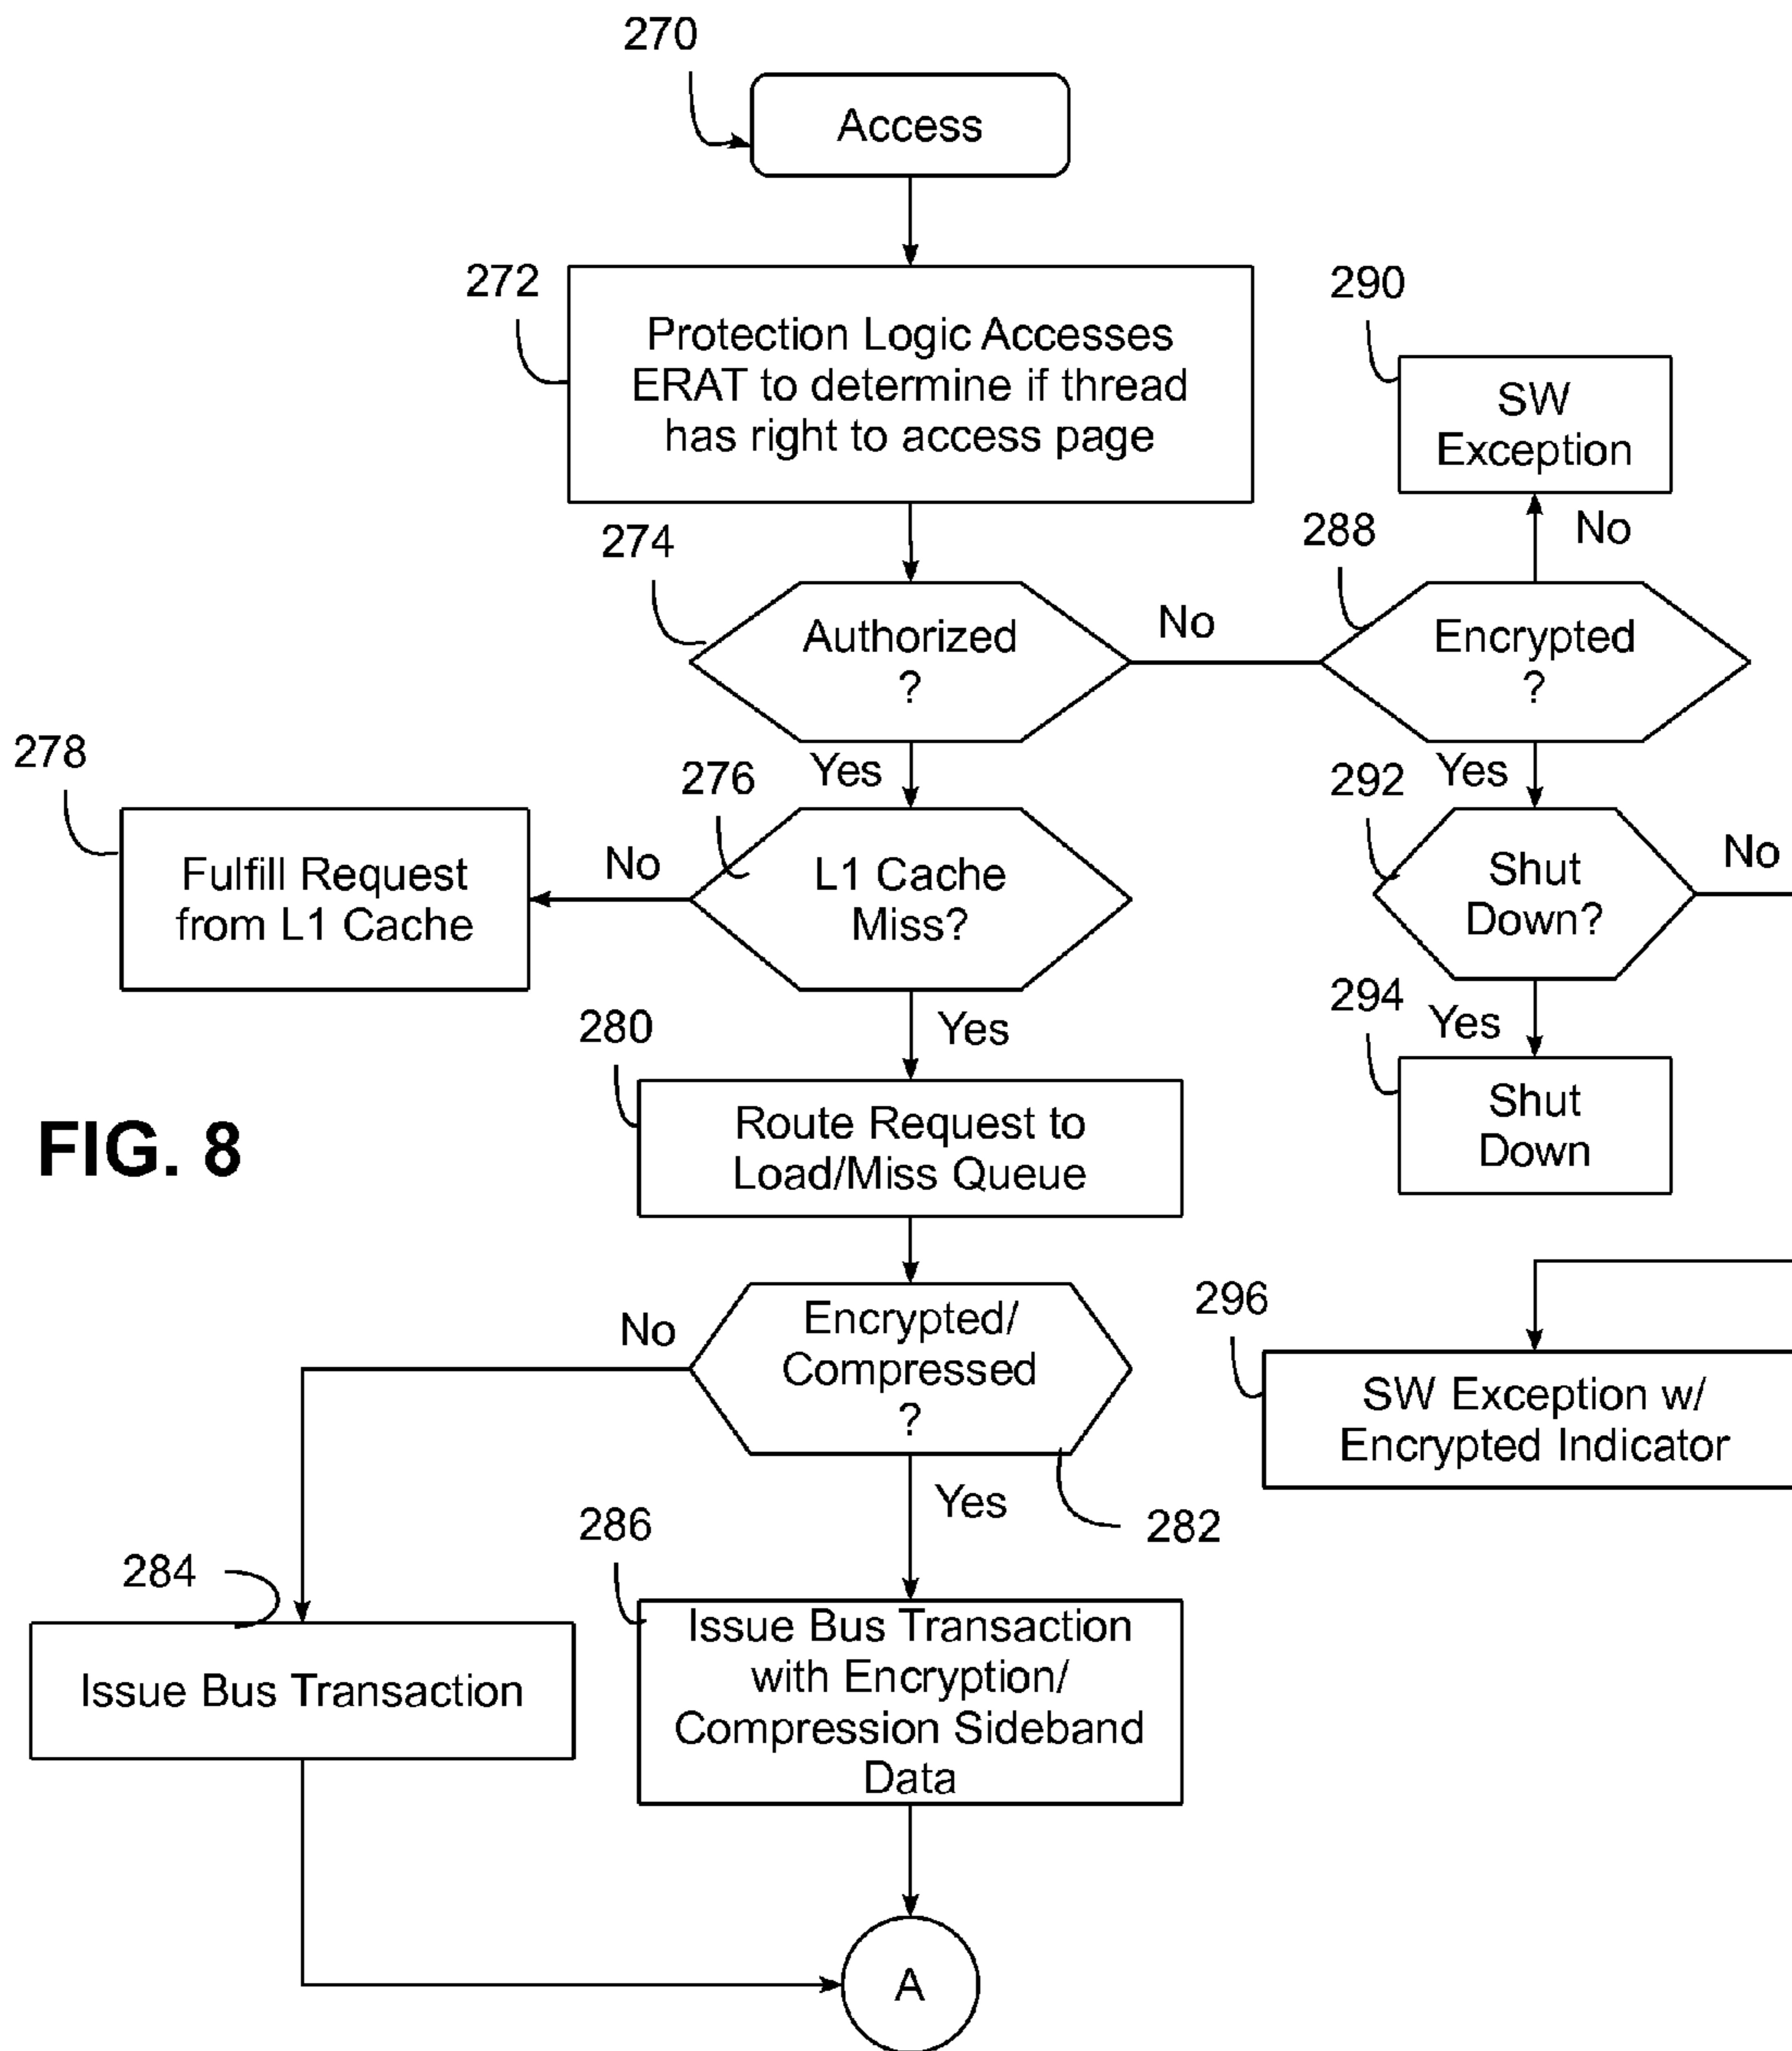 270
Access
272
Protection Logic Accesses
ERAT to determine if thread
has right to access page
290
SW
Exception
No
274
Authorized
?
No
288
Encrypted
?
Yes
Yes
278
Fulfill Request
from L1 Cache
No
276
L1 Cache
Miss?
292
Shut
Down?
No
Yes
Yes
280
Route Request to
Load/Miss Queue
294
Shut
Down
FIG. 8
No
Encrypted/
Compressed
?
282
Yes
296
SW Exception w/
Encrypted Indicator
284
Issue Bus Transaction
286
Issue Bus Transaction
with Encryption/
Compression Sideband
Data
A